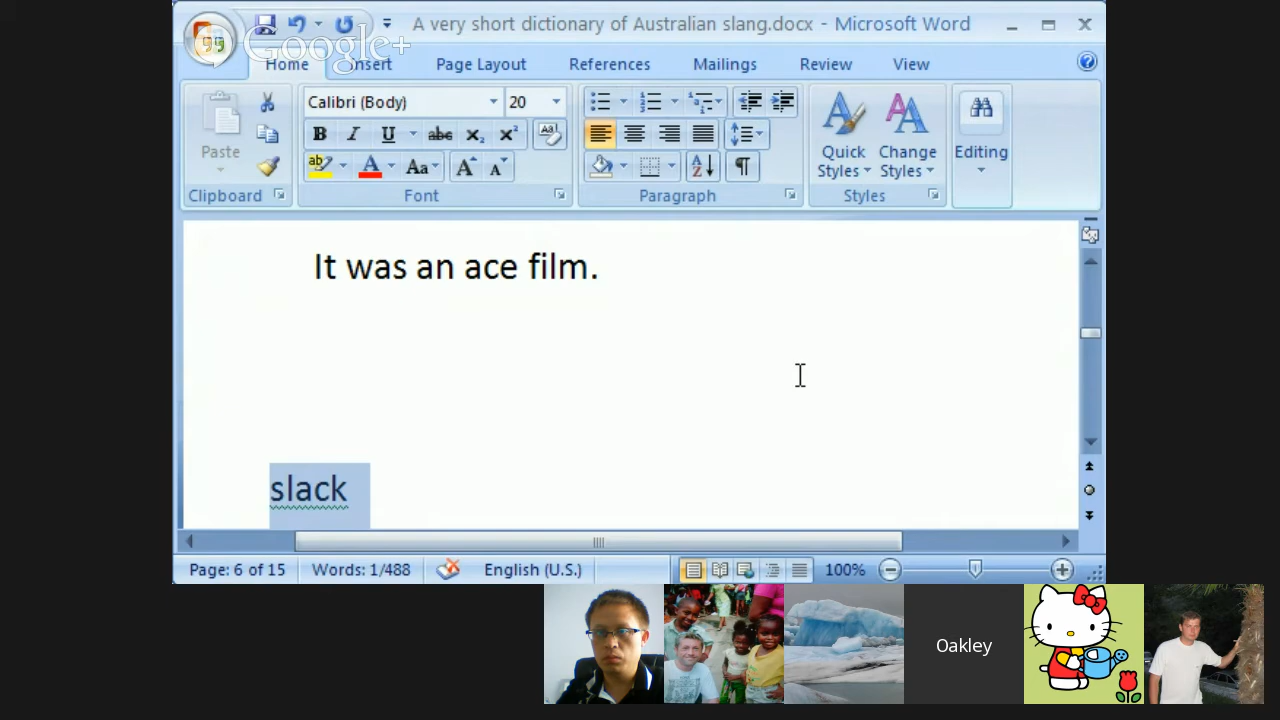 A very short dictionary of Australian slang.docx - Microsoft Word
Google+
Home Insert Page Layout References Mailings Review View
Calibri (Body) 20
Paste
Quick Styles
Change Styles
Editing
Clipboard Font Paragraph Styles
It was an ace film.
slack
Page: 6 of 15 Words: 1/488 English (U.S.) 100%
Oakley